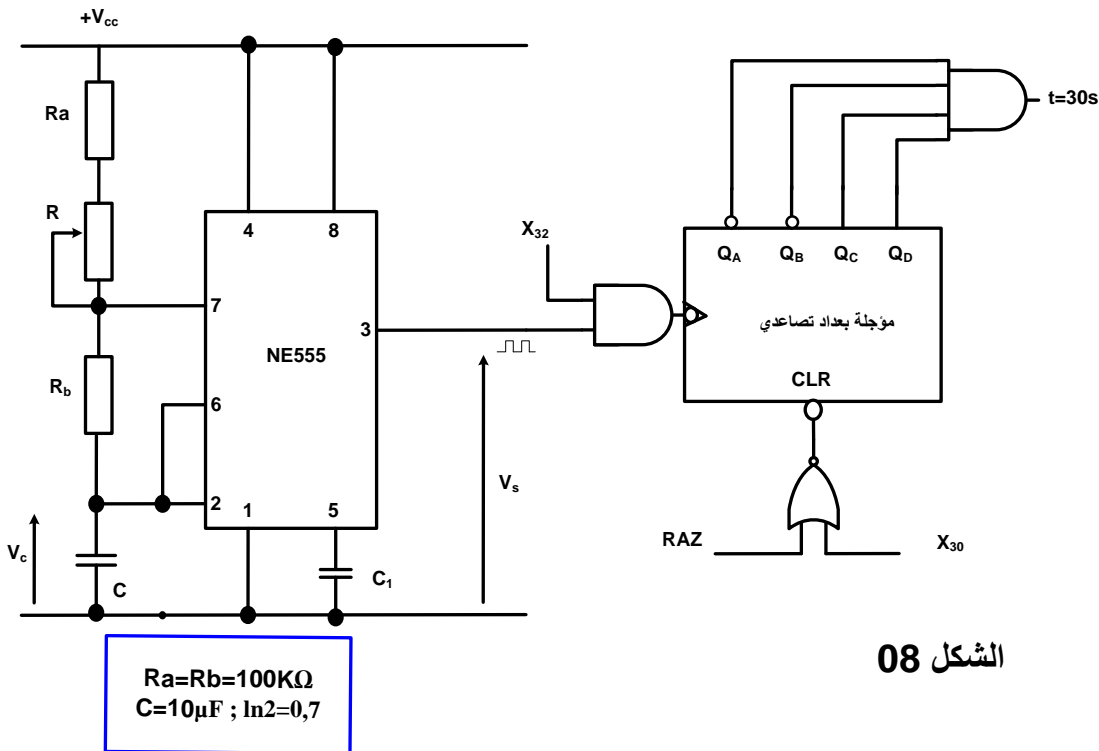 +Vcc
Ra
R
Rb
Vc
C
4
8
7
3
NE555
6
2
1
5
C1
Vs
X32
t=30s
QA
QB
QC
QD
مؤجلة بعداد تصاعدي
CLR
RAZ
X30
Ra=Rb=100KΩ
C=10µF ; ln2=0,7
الشكل 08